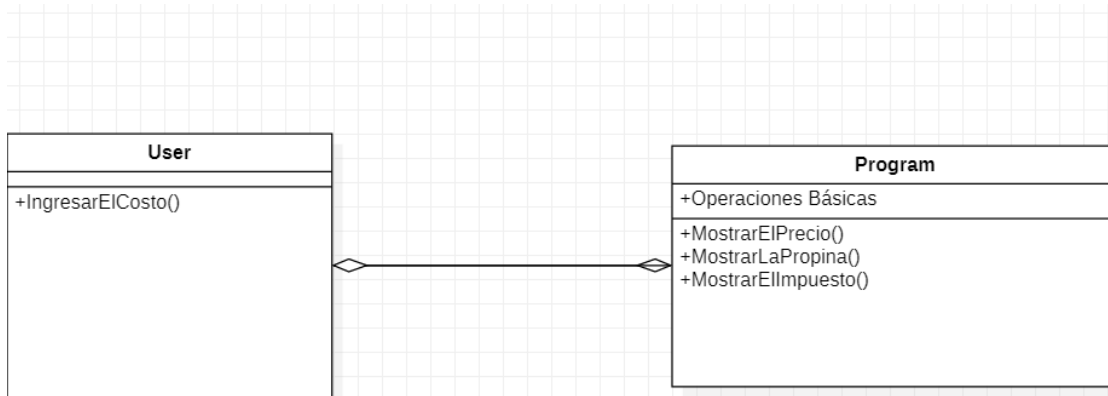 User
+IngresarElCosto()
Program
+Operaciones Básicas
+MostrarElPrecio()
+MostrarLaPropina()
+MostrarElImpuesto()